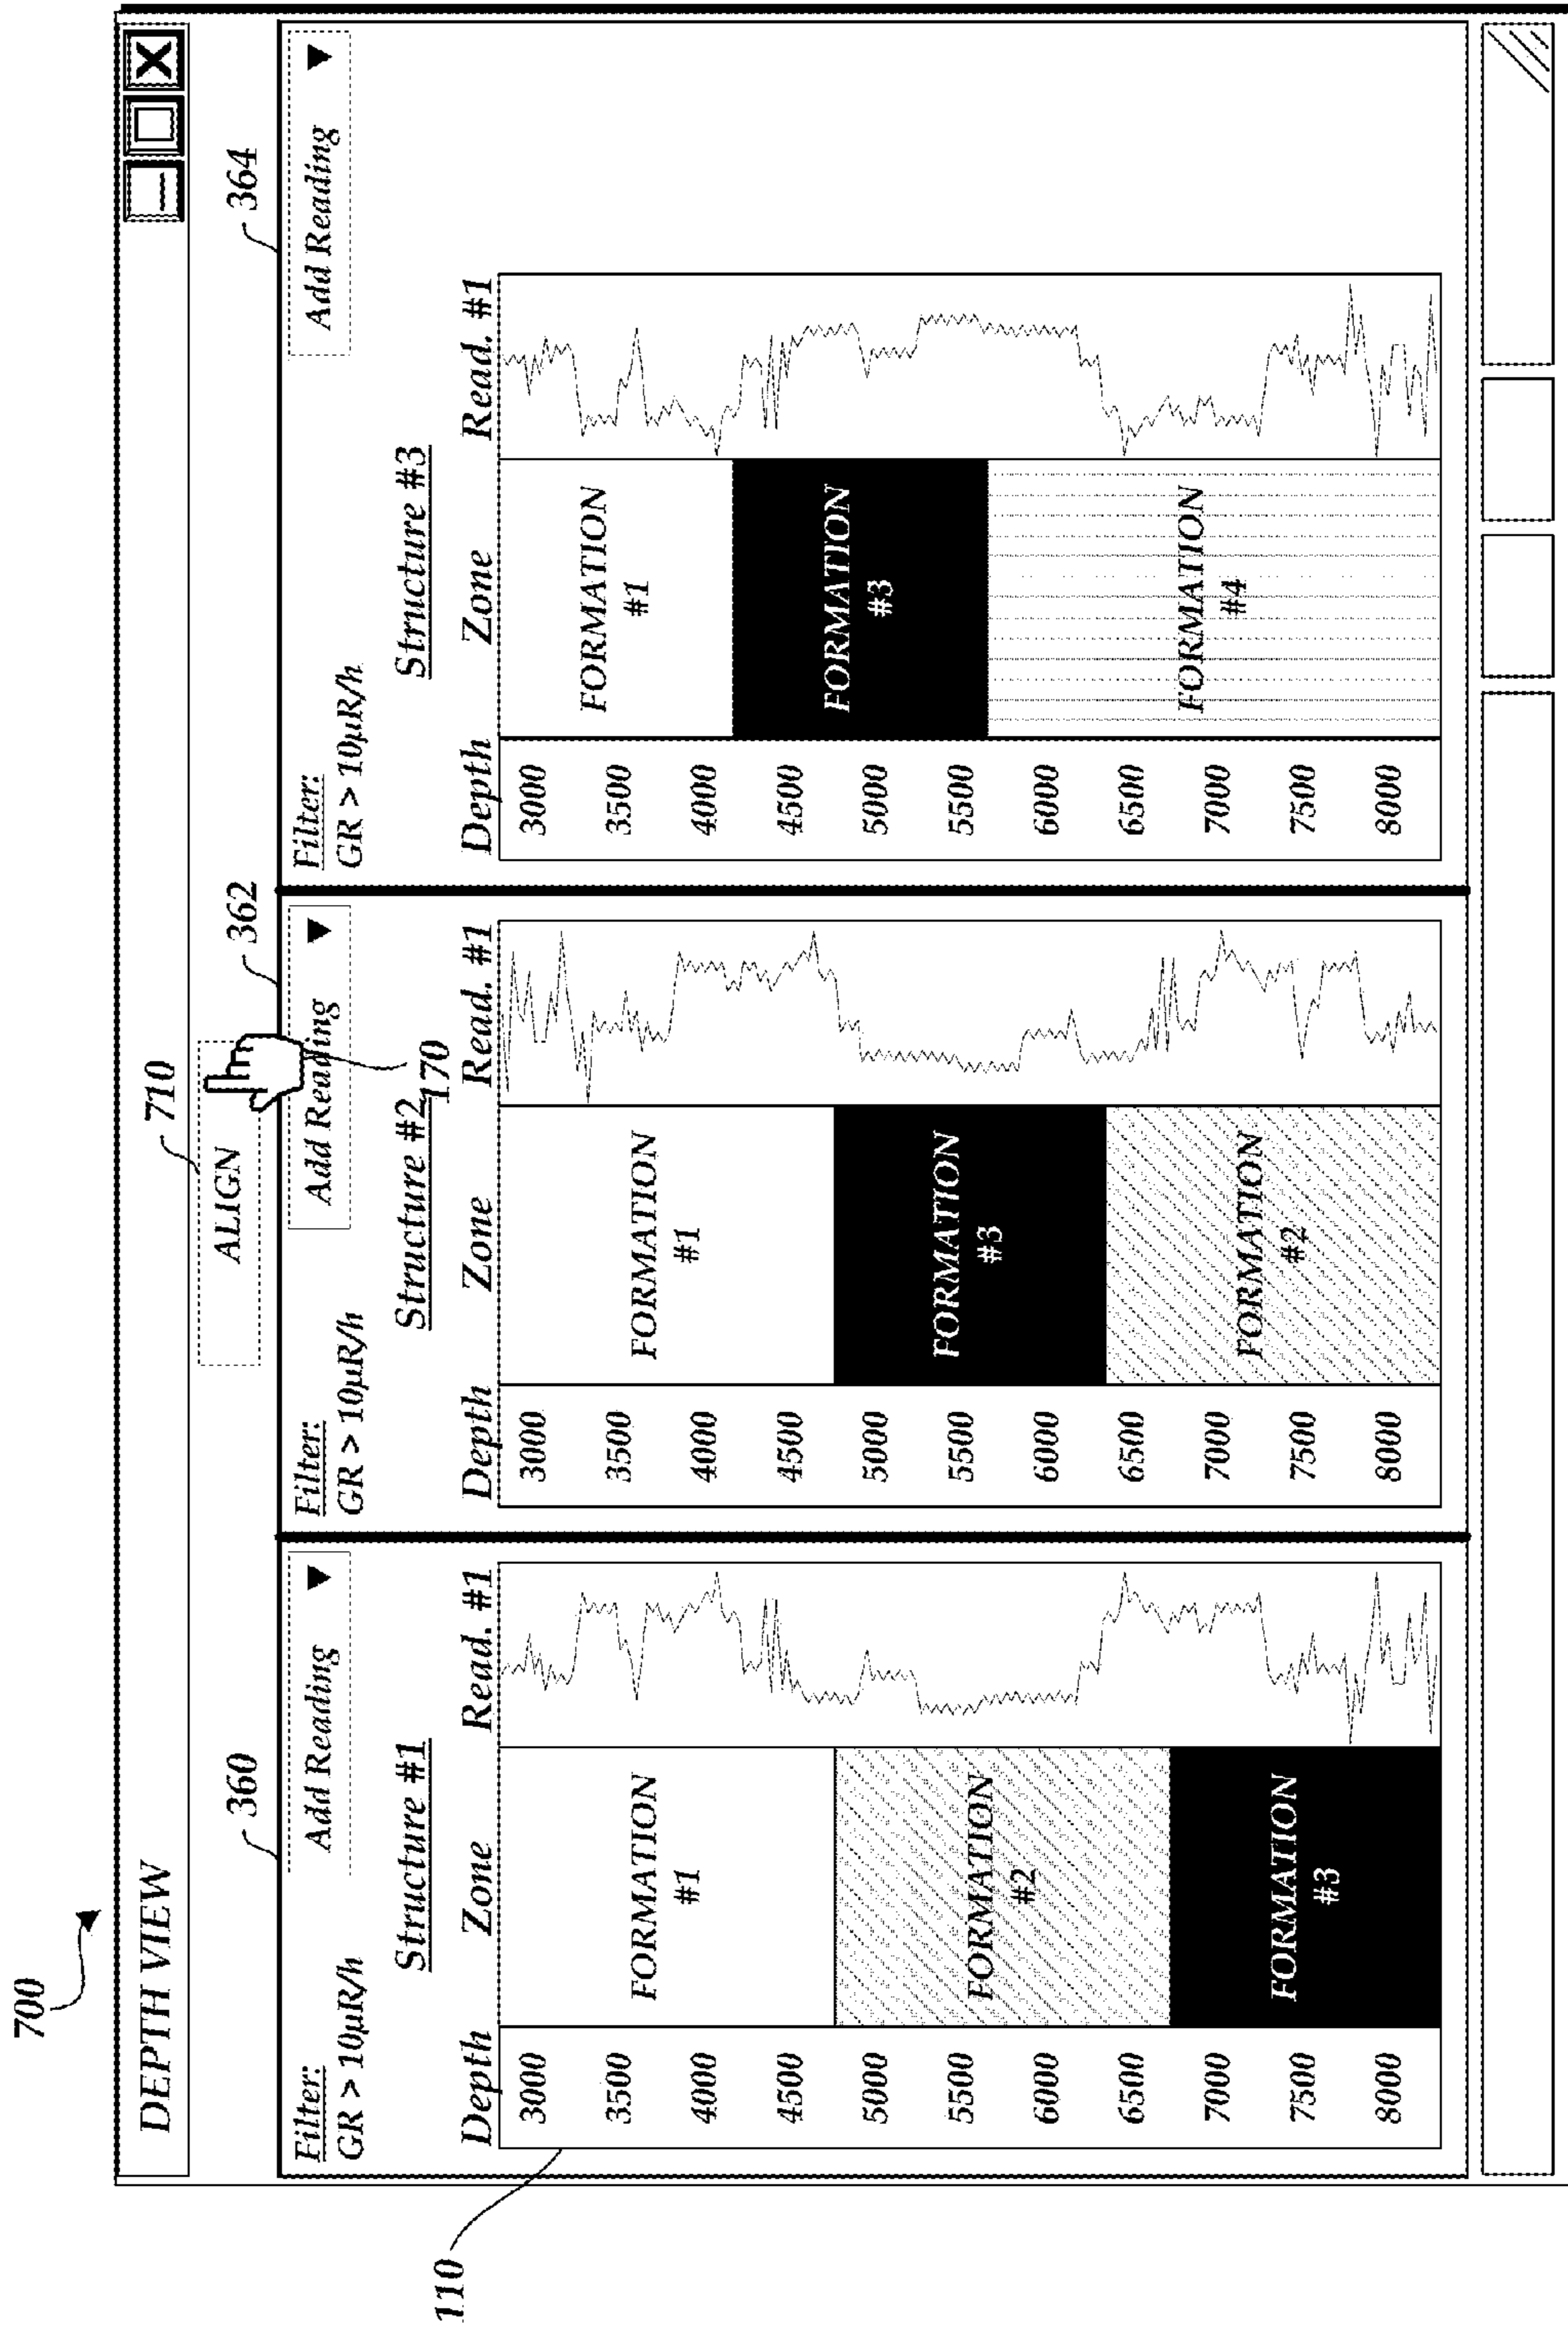 700
DEPTH VIEW
710
ALIGN
360
362
364
Filter:
GR > 10µR/h
Add Reading
Structure #1
Depth
Zone
Read. #1
110
3000
3500
4000
4500
5000
5500
6000
6500
7000
7500
8000
FORMATION
#1
FORMATION
#2
FORMATION
#3
Filter:
GR > 10µR/h
Add Reading
170
Structure #2
Depth
Zone
Read. #1
3000
3500
4000
4500
5000
5500
6000
6500
7000
7500
8000
FORMATION
#1
FORMATION
#3
FORMATION
#2
Filter:
GR > 10µR/h
Add Reading
Structure #3
Depth
Zone
Read. #1
3000
3500
4000
4500
5000
5500
6000
6500
7000
7500
8000
FORMATION
#1
FORMATION
#3
FORMATION
#4